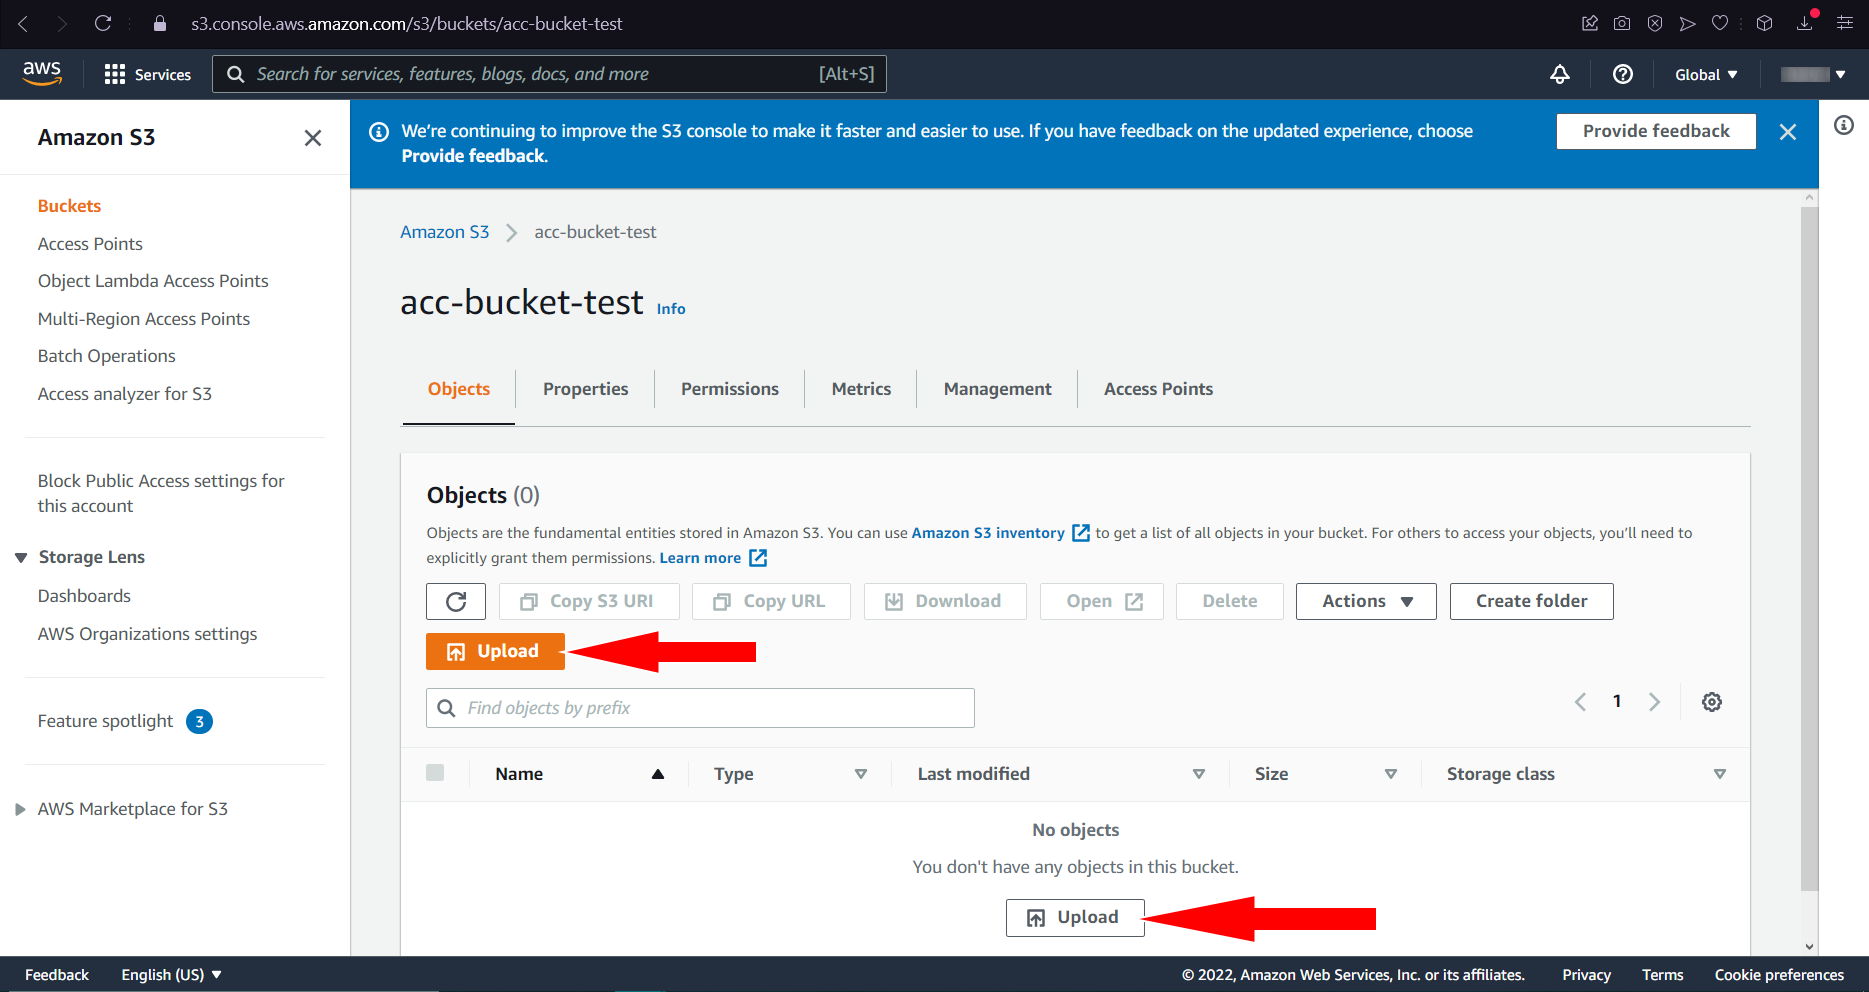 s3.console.aws.amazon.com/s3/buckets/acc-bucket-test
aws
Services
Search for services, features, blogs, docs, and more
[Alt+S]
Global
Amazon S3
Buckets
Access Points
Object Lambda Access Points
Multi-Region Access Points
Batch Operations
Access analyzer for S3
Block Public Access settings for
this account
Storage Lens
Dashboards
AWS Organizations settings
Feature spotlight 3
AWS Marketplace for S3
We’re continuing to improve the S3 console to make it faster and easier to use. If you have feedback on the updated experience, choose
Provide feedback.
Provide feedback
Amazon S3
acc-bucket-test
acc-bucket-test Info
Objects
Properties
Permissions
Metrics
Management
Access Points
Objects (0)
Objects are the fundamental entities stored in Amazon S3. You can use Amazon S3 inventory to get a list of all objects in your bucket. For others to access your objects, you’ll need to
explicitly grant them permissions. Learn more
Copy S3 URI
Copy URL
Download
Open
Delete
Actions
Create folder
Upload
Find objects by prefix
1
Name
Type
Last modified
Size
Storage class
No objects
You don't have any objects in this bucket.
Upload
Feedback
English (US)
© 2022, Amazon Web Services, Inc. or its affiliates.
Privacy
Terms
Cookie preferences